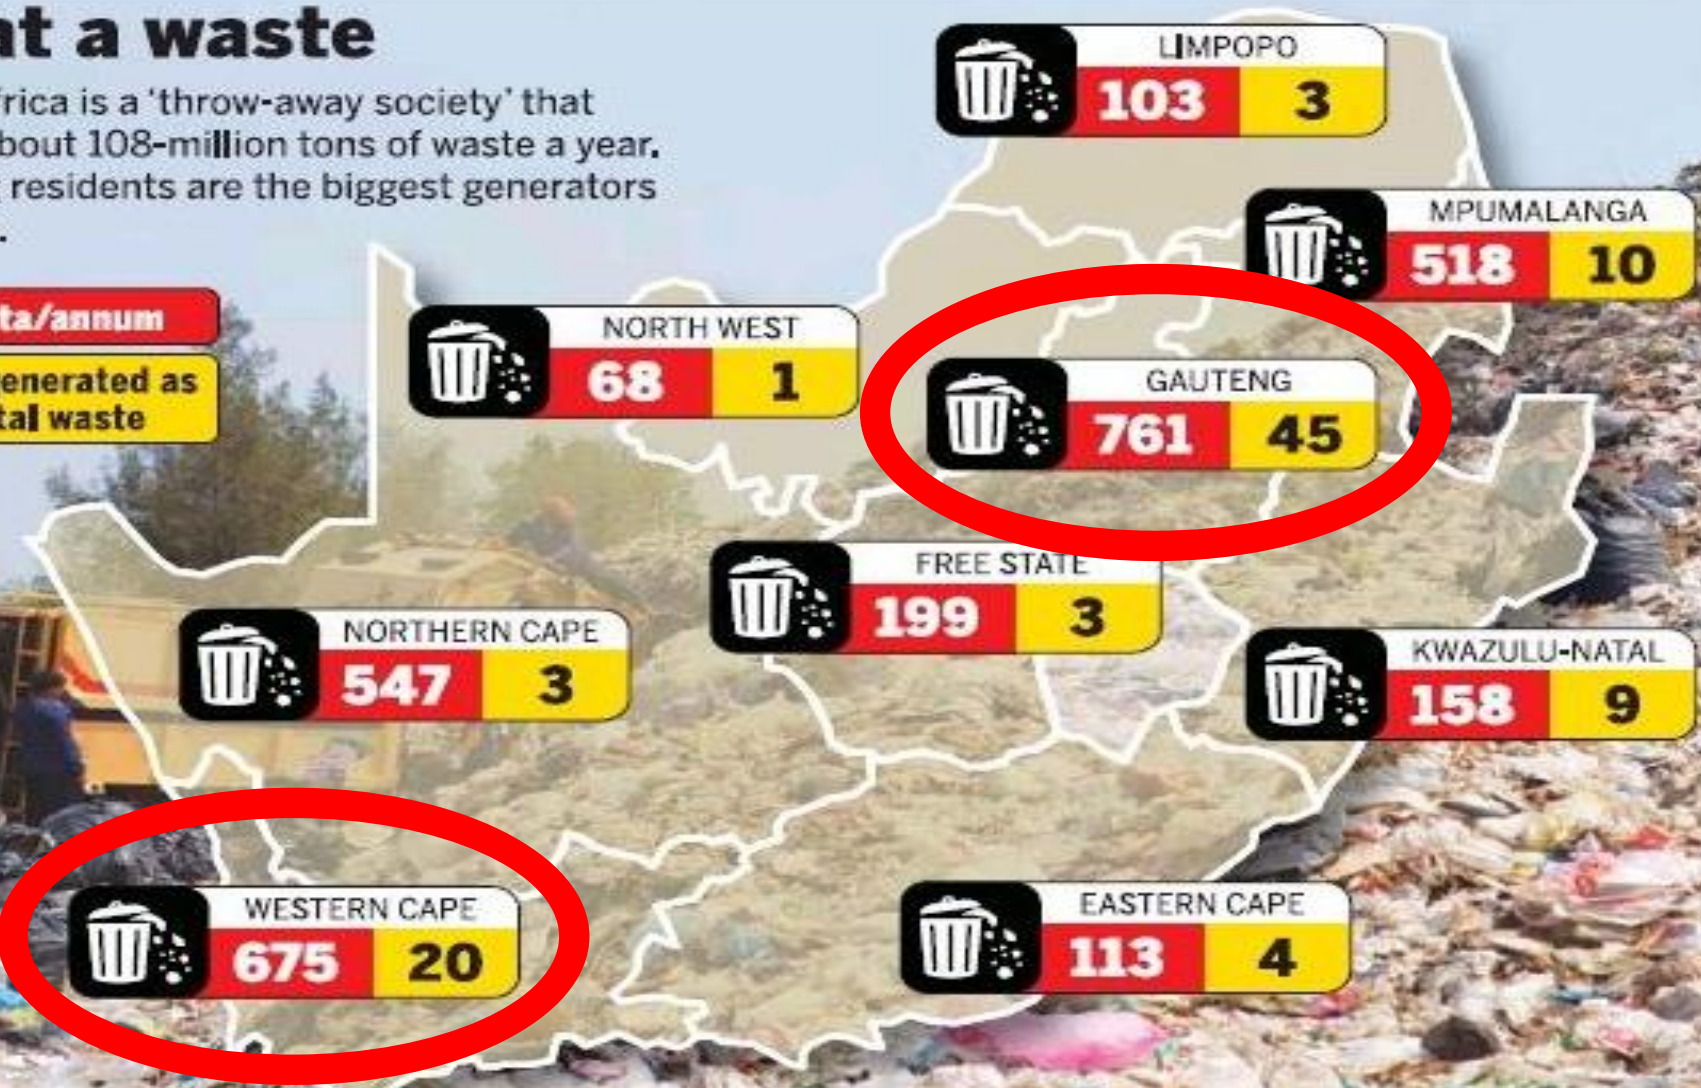 at a waste
frica is a ‘throw-away society’ that
bout 108-million tons of waste a year.
residents are the biggest generators
.
ta/annum
enerated as
tal waste
LIMPOPO
103 3
MPUMALANGA
518 10
NORTH WEST
68 1
GAUTENG
761 45
FREE STATE
199 3
NORTHERN CAPE
547 3
KWAZULU-NATAL
158 9
WESTERN CAPE
675 20
EASTERN CAPE
113 4